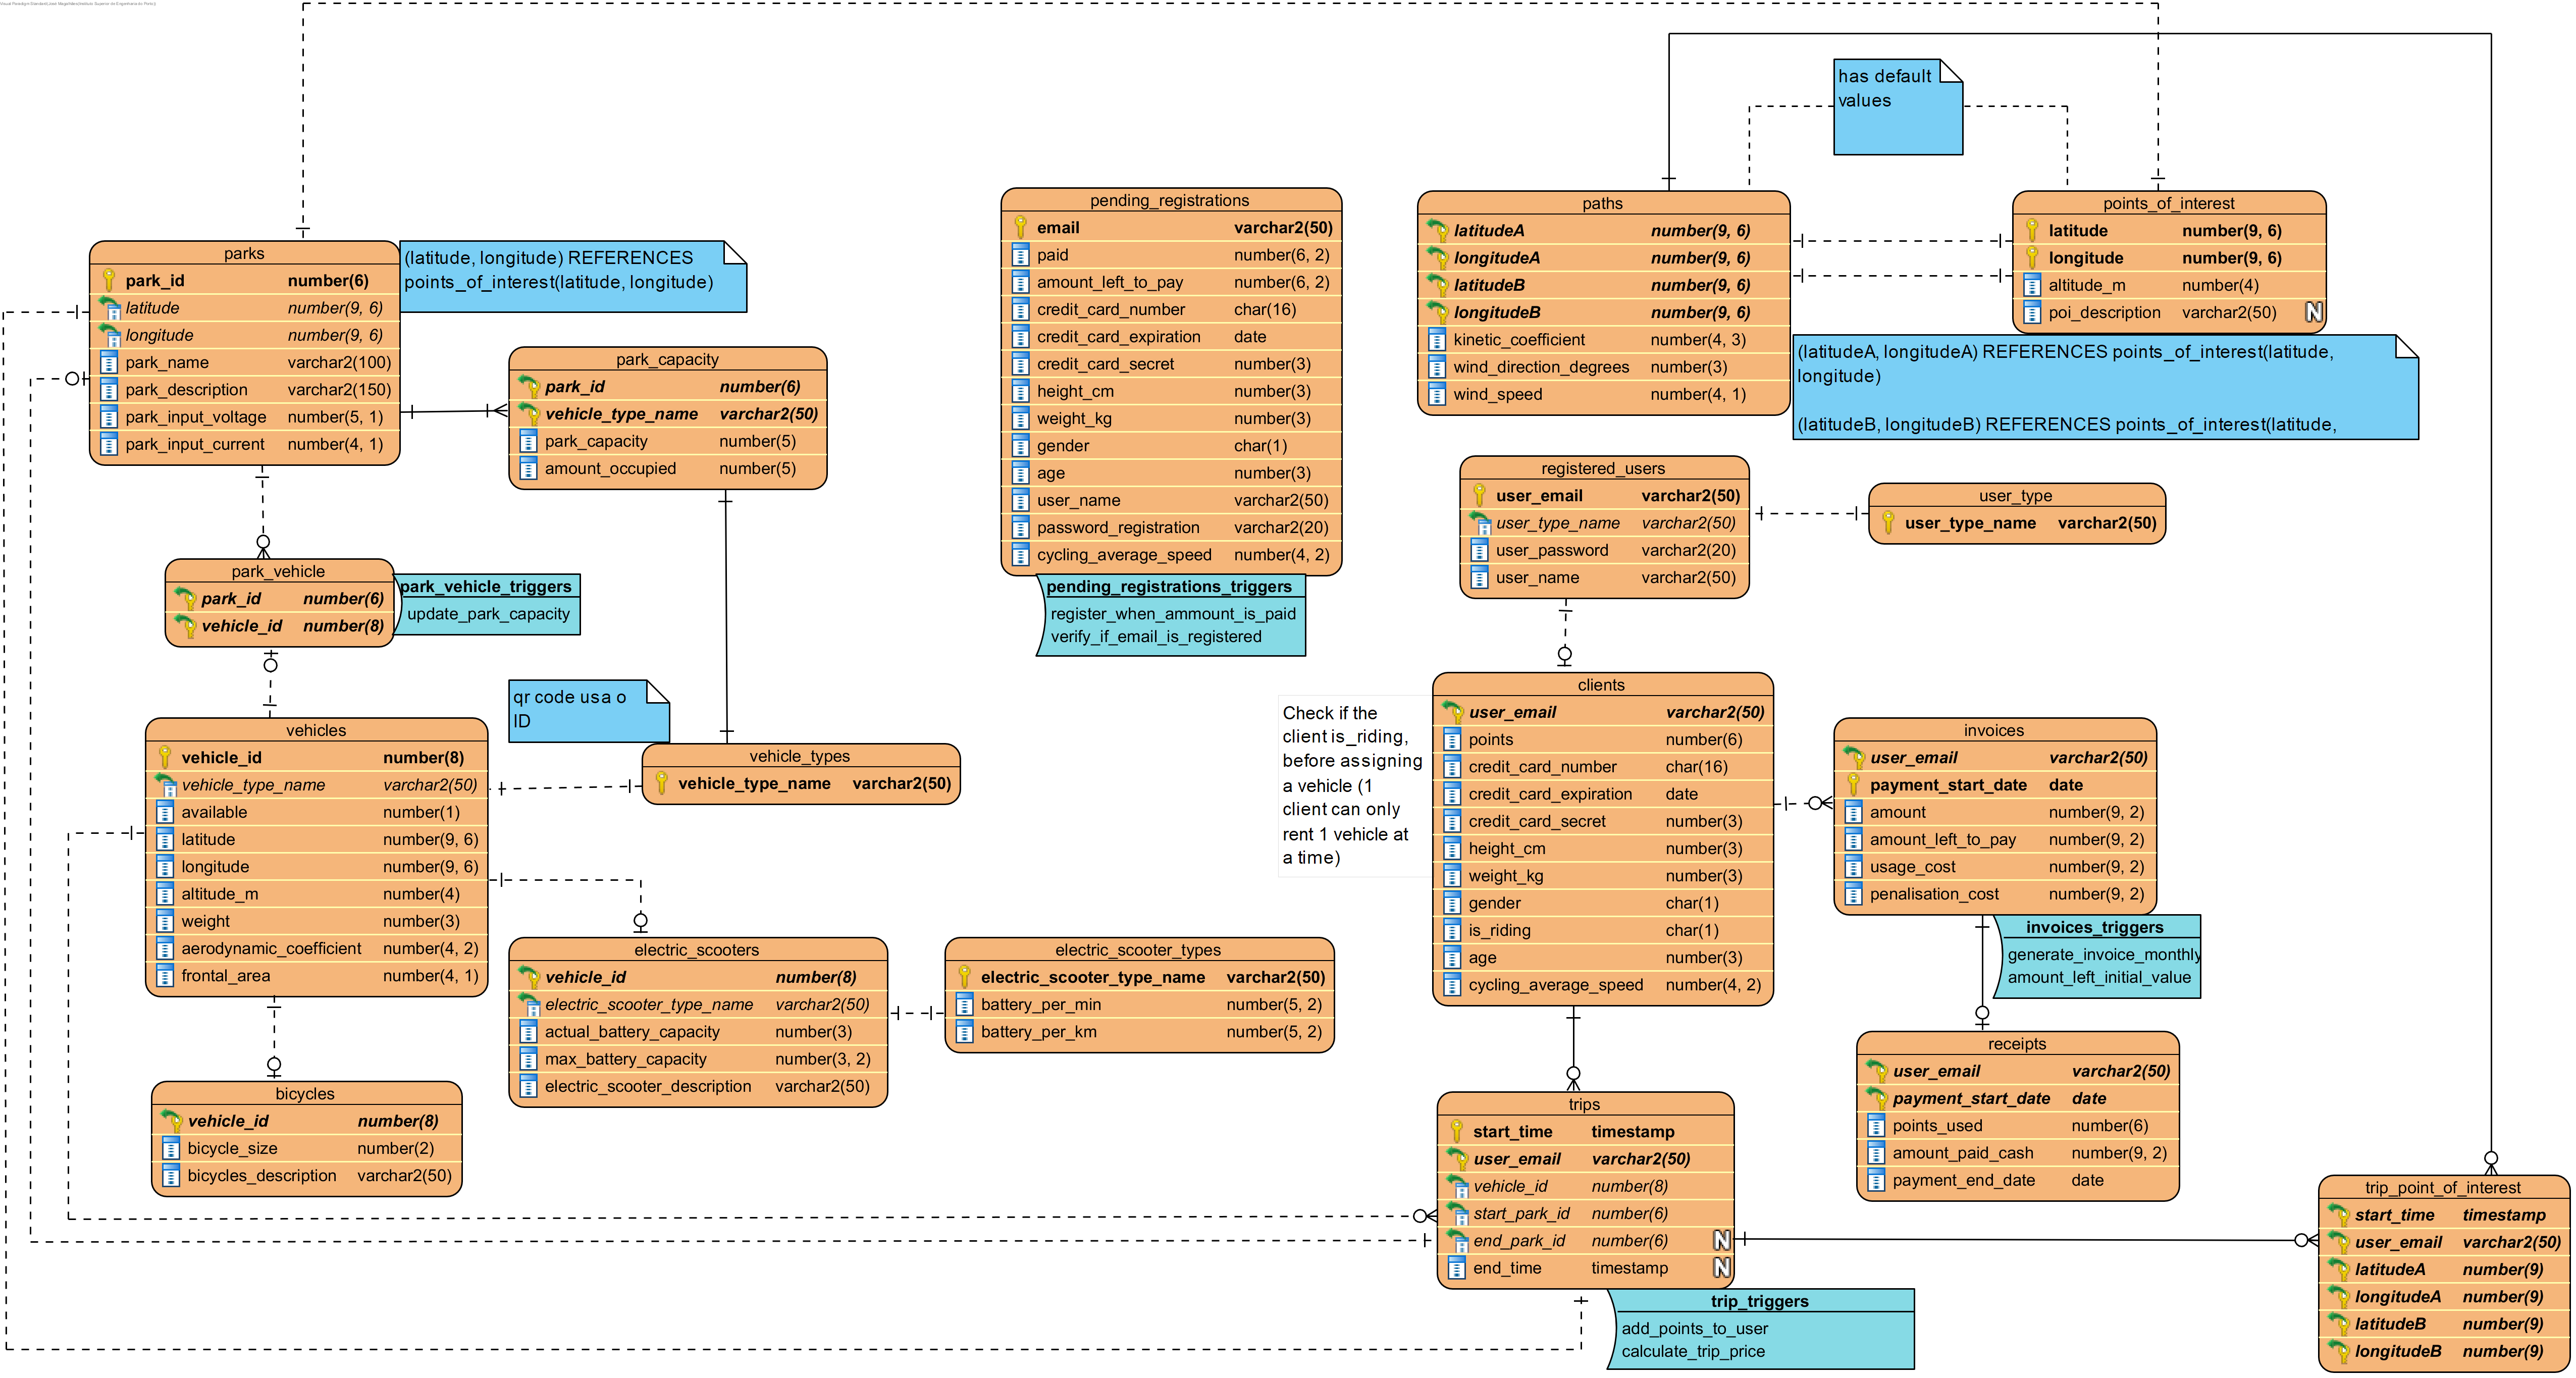 Visual Paradigm Standard(José Magalhães(Instituto Superior de Engenharia do Porto))
has default
values
parks
park_id number(6)
latitude number(9, 6)
longitude number(9, 6)
park_name varchar2(100)
park_description varchar2(150)
park_input_voltage number(5, 1)
park_input_current number(4, 1)
(latitude, longitude) REFERENCES
points_of_interest(latitude, longitude)
park_capacity
park_id number(6)
vehicle_type_name varchar2(50)
park_capacity number(5)
amount_occupied number(5)
pending_registrations
email varchar2(50)
paid number(6, 2)
amount_left_to_pay number(6, 2)
credit_card_number char(16)
credit_card_expiration date
credit_card_secret number(3)
height_cm number(3)
weight_kg number(3)
gender char(1)
age number(3)
user_name varchar2(50)
password_registration varchar2(20)
cycling_average_speed number(4, 2)
pending_registrations_triggers
register_when_ammount_is_paid
verify_if_email_is_registered
paths
latitudeA number(9, 6)
longitudeA number(9, 6)
latitudeB number(9, 6)
longitudeB number(9, 6)
kinetic_coefficient number(4, 3)
wind_direction_degrees number(3)
wind_speed number(4, 1)
points_of_interest
latitude number(9, 6)
longitude number(9, 6)
altitude_m number(4)
poi_description varchar2(50) N
(latitudeA, longitudeA) REFERENCES points_of_interest(latitude,
longitude)
(latitudeB, longitudeB) REFERENCES points_of_interest(latitude,
registered_users
user_email varchar2(50)
user_type_name varchar2(50)
user_password varchar2(20)
user_name varchar2(50)
user_type
user_type_name varchar2(50)
park_vehicle
park_id number(6)
vehicle_id number(8)
park_vehicle_triggers
update_park_capacity
qr code usa o
ID
vehicles
vehicle_id number(8)
vehicle_type_name varchar2(50)
available number(1)
latitude number(9, 6)
longitude number(9, 6)
altitude_m number(4)
weight number(3)
aerodynamic_coefficient number(4, 2)
frontal_area number(4, 1)
vehicle_types
vehicle_type_name varchar2(50)
Check if the
client is_riding,
before assigning
a vehicle (1
client can only
rent 1 vehicle at
a time)
clients
user_email varchar2(50)
points number(6)
credit_card_number char(16)
credit_card_expiration date
credit_card_secret number(3)
height_cm number(3)
weight_kg number(3)
gender char(1)
is_riding char(1)
age number(3)
cycling_average_speed number(4, 2)
invoices
user_email varchar2(50)
payment_start_date date
amount number(9, 2)
amount_left_to_pay number(9, 2)
usage_cost number(9, 2)
penalisation_cost number(9, 2)
invoices_triggers
generate_invoice_monthly
amount_left_initial_value
electric_scooters
vehicle_id number(8)
electric_scooter_type_name varchar2(50)
actual_battery_capacity number(3)
max_battery_capacity number(3, 2)
electric_scooter_description varchar2(50)
electric_scooter_types
electric_scooter_type_name varchar2(50)
battery_per_min number(5, 2)
battery_per_km number(5, 2)
bicycles
vehicle_id number(8)
bicycle_size number(2)
bicycles_description varchar2(50)
receipts
user_email varchar2(50)
payment_start_date date
points_used number(6)
amount_paid_cash number(9, 2)
payment_end_date date
trips
start_time timestamp
user_email varchar2(50)
vehicle_id number(8)
start_park_id number(6)
end_park_id number(6) N
end_time timestamp N
trip_triggers
add_points_to_user
calculate_trip_price
trip_point_of_interest
start_time timestamp
user_email varchar2(50)
latitudeA number(9)
longitudeA number(9)
latitudeB number(9)
longitudeB number(9)